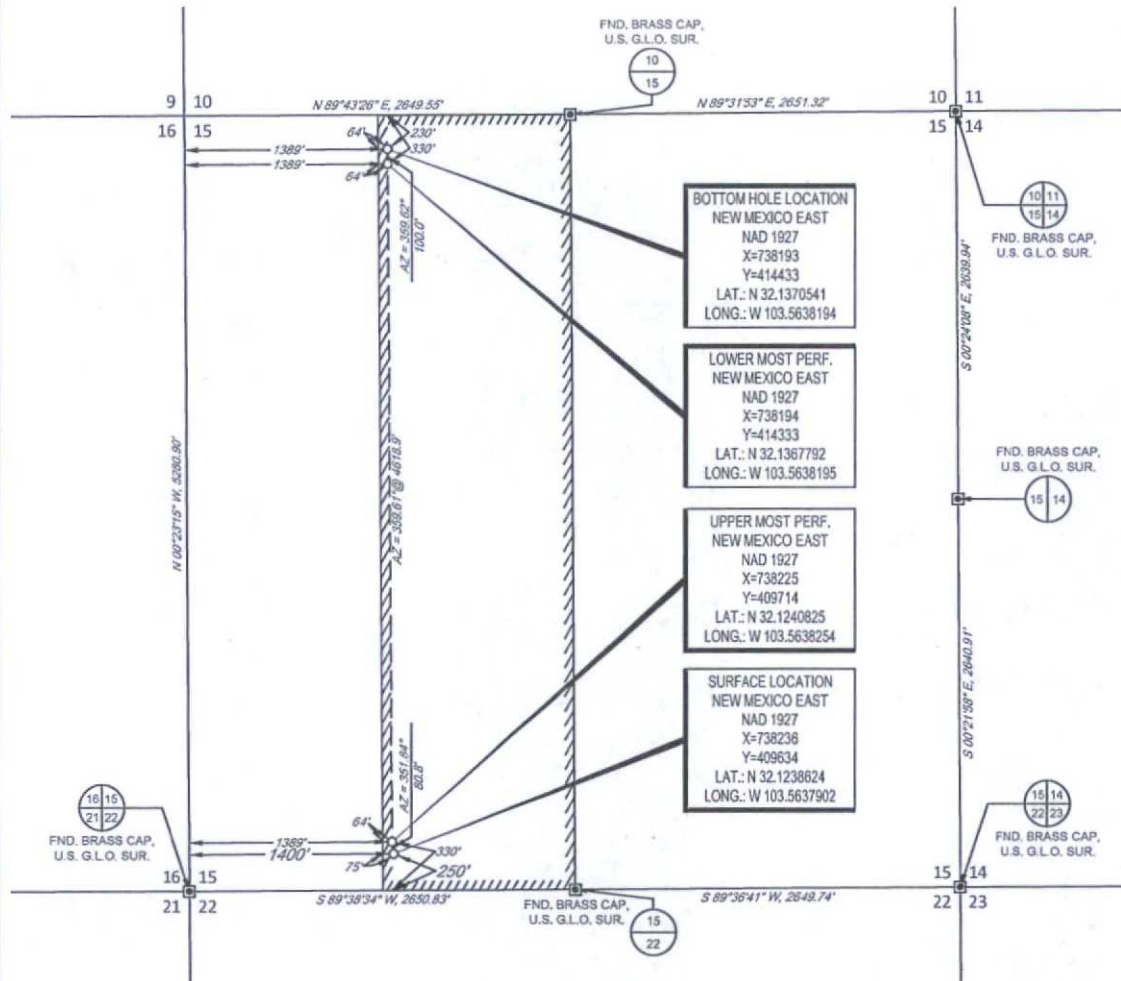 FND. BRASS CAP,
U.S. G.L.O. SUR.
10
15
9 10
16 15
N 89°43'26" E, 2649.55'
N 89°31'53" E, 2651.32'
10 11
15 14
64'
230'
330'
1389'
1389'
64'
AZ = 359.62°
100.0'
10 11
15 14
FND. BRASS CAP,
U.S. G.L.O. SUR.
BOTTOM HOLE LOCATION
NEW MEXICO EAST
NAD 1927
X=738193
Y=414433
LAT.: N 32.1370541
LONG.: W 103.5638194
S 00°24'08" E, 2639.94'
LOWER MOST PERF.
NEW MEXICO EAST
NAD 1927
X=738194
Y=414333
LAT.: N 32.1367792
LONG.: W 103.5638195
N 00°23'15" W, 5280.90'
AZ = 359.61° @ 4618.9'
FND. BRASS CAP,
U.S. G.L.O. SUR.
15 14
UPPER MOST PERF.
NEW MEXICO EAST
NAD 1927
X=738225
Y=409714
LAT.: N 32.1240825
LONG.: W 103.5638254
SURFACE LOCATION
NEW MEXICO EAST
NAD 1927
X=738236
Y=409634
LAT.: N 32.1238624
LONG.: W 103.5637902
S 00°21'58" E, 2640.91'
AZ = 351.84°
80.8'
16 15
21 22
FND. BRASS CAP,
U.S. G.L.O. SUR.
64'
1389'
1400'
330'
75'
250'
15 14
22 23
FND. BRASS CAP,
U.S. G.L.O. SUR.
16 15
21 22
S 89°38'34" W, 2650.83'
FND. BRASS CAP,
U.S. G.L.O. SUR.
15
22
S 89°36'41" W, 2649.74'
15 14
22 23